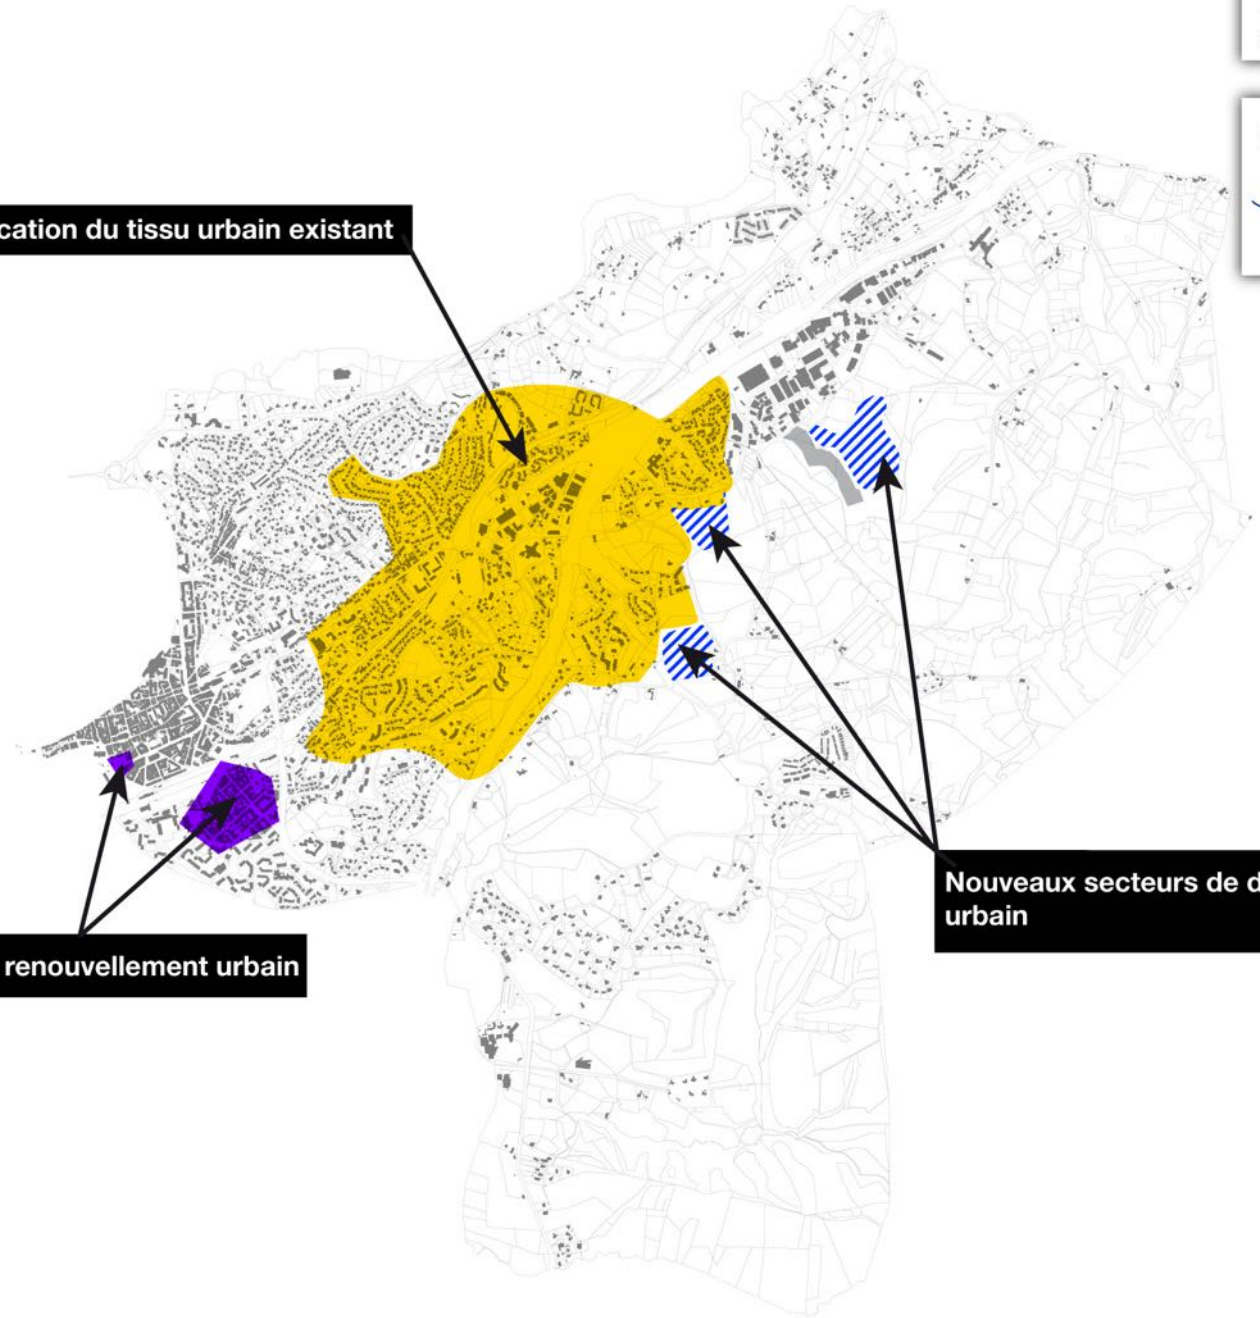 cation du tissu urbain existant
renouvellement urbain
Nouveaux secteurs de d
urbain